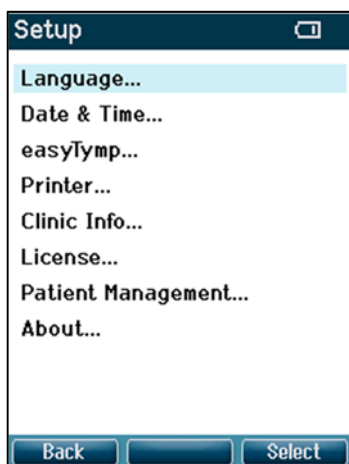 Setup
Language...
Date & Time...
easyTymp...
Printer...
Clinic Info...
License...
Patient Management...
About...
Back Select